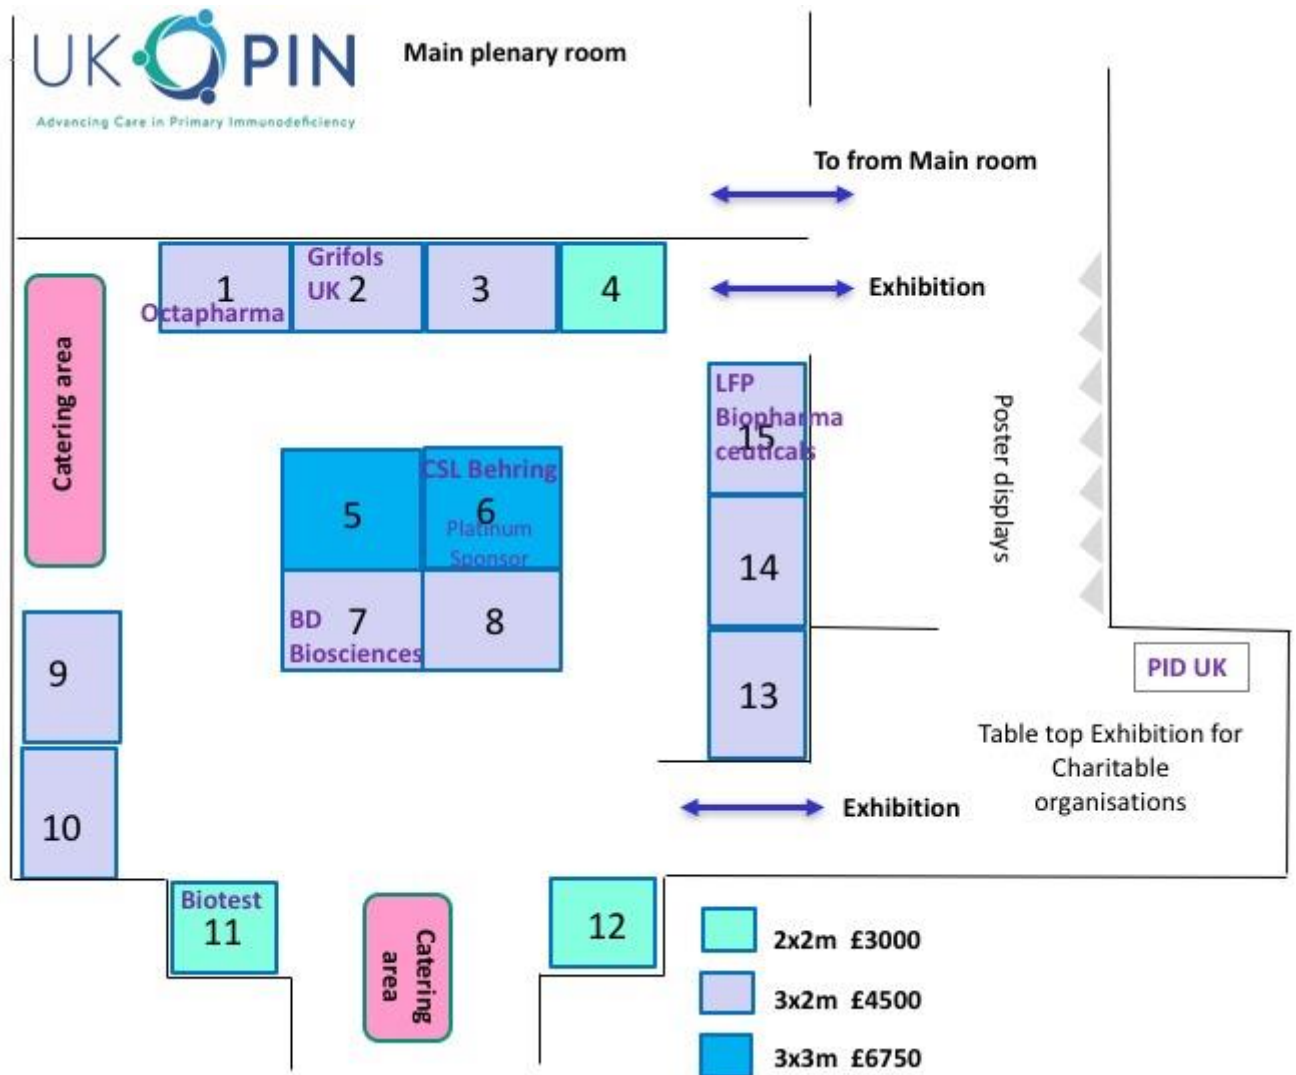 UK PIN
Advancing Care in Primary Immunodeficiency
Main plenary room
To from Main room
Exhibition
1
Octapharma
Grifols
UK 2
3
4
Catering area
LFP
Biopharma
15
ceuticals
14
13
Poster displays
5
CSL Behring
6
Platinum
Sponsor
BD 7
Biosciences
8
9
10
PID UK
Table top Exhibition for
Charitable
organisations
Exhibition
Biotest
11
Catering
area
12
2x2m £3000
3x2m £4500
3x3m £6750